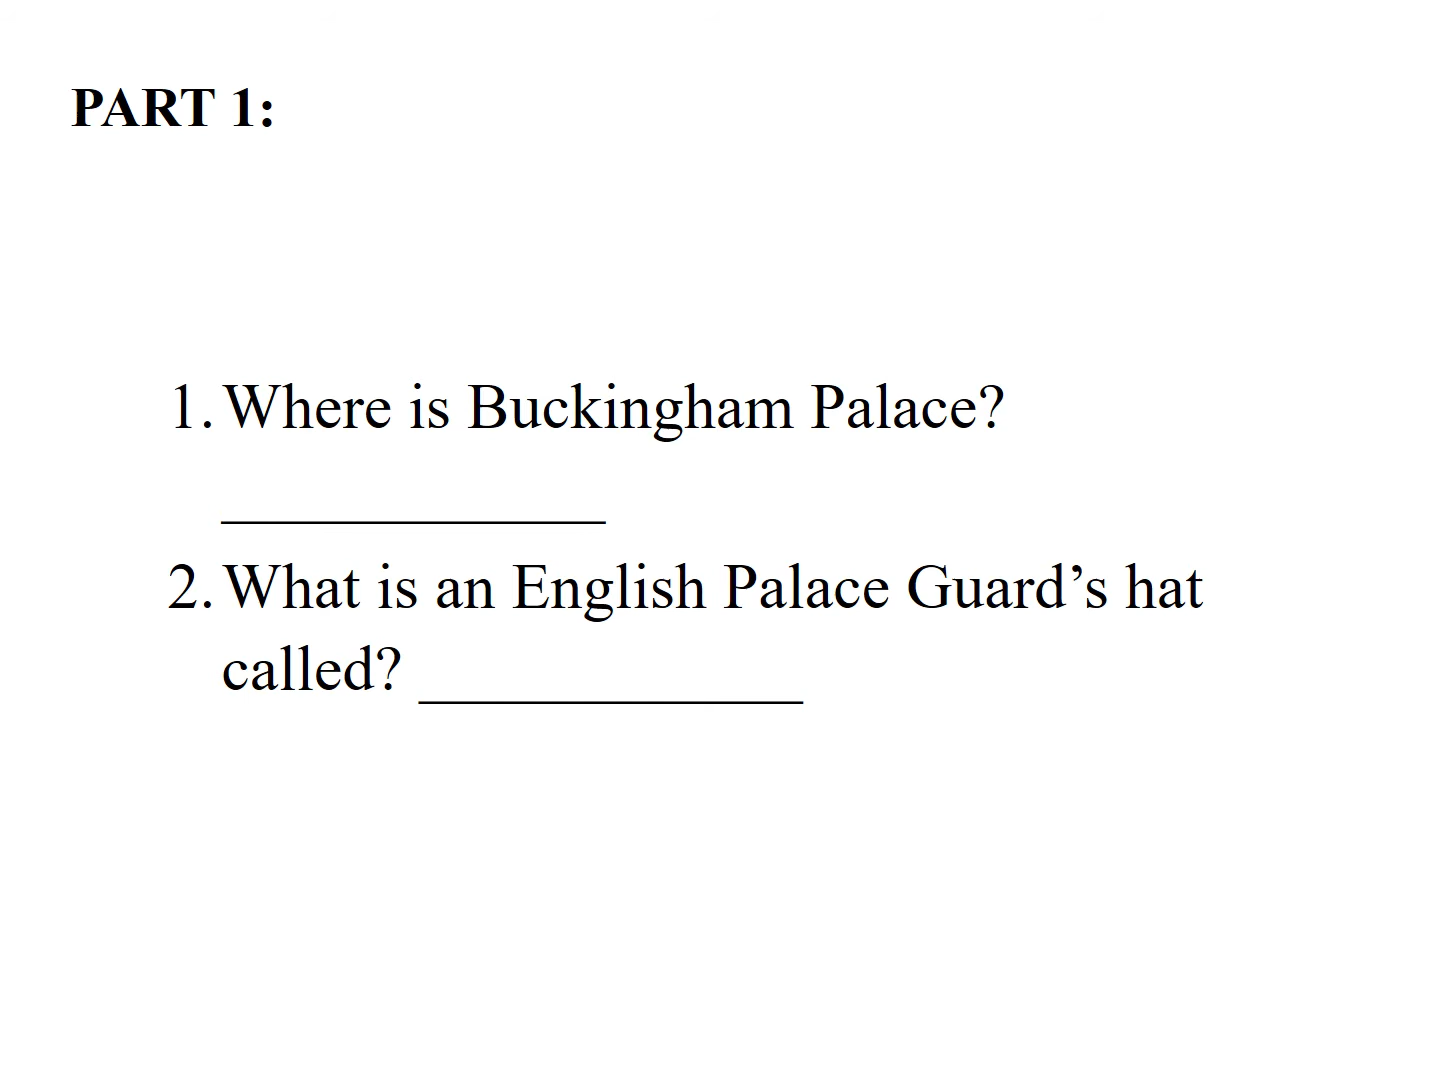 PART 1:
1. Where is Buckingham Palace?
______________
2. What is an English Palace Guard’s hat
called? ______________